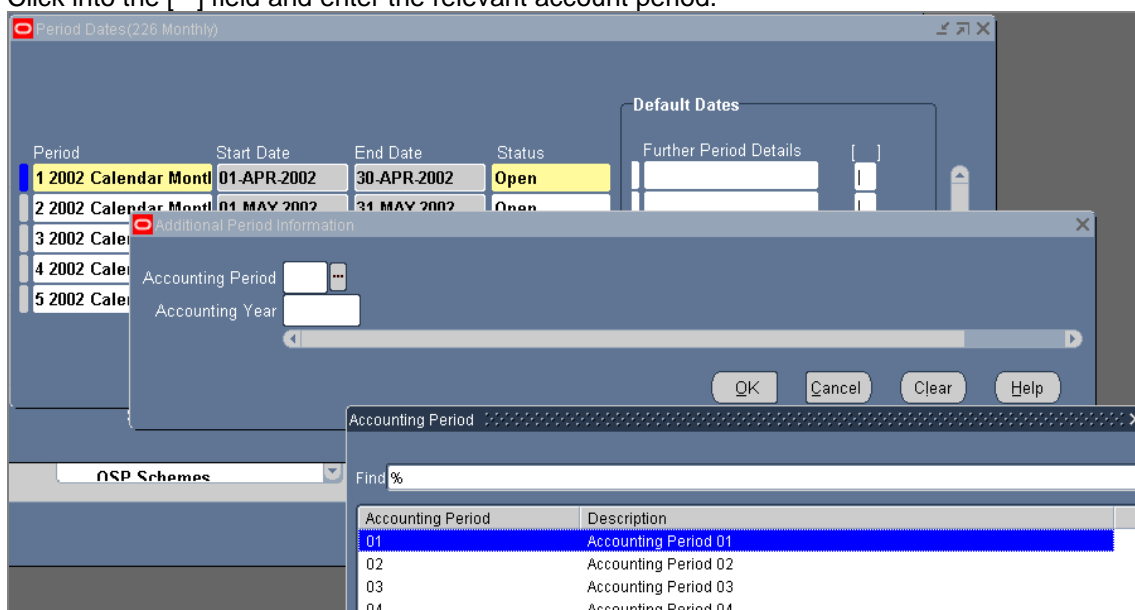 Click into the [ ] field and enter the relevant account period.
Period Dates(226 Monthly)
Default Dates
Period Start Date End Date Status Further Period Details [ ]
1 2002 Calendar Montl 01-APR-2002 30-APR-2002 Open
2 2002 Calendar Montl 01 MAY 2002 31 MAY 2002 Open
3 2002 Caler
4 2002 Caler
5 2002 Caler
Additional Period Information
Accounting Period
Accounting Year
OK Cancel Clear Help
Accounting Period
OSP Schemes
Find %
Accounting Period Description
01 Accounting Period 01
02 Accounting Period 02
03 Accounting Period 03
04 Accounting Period 04